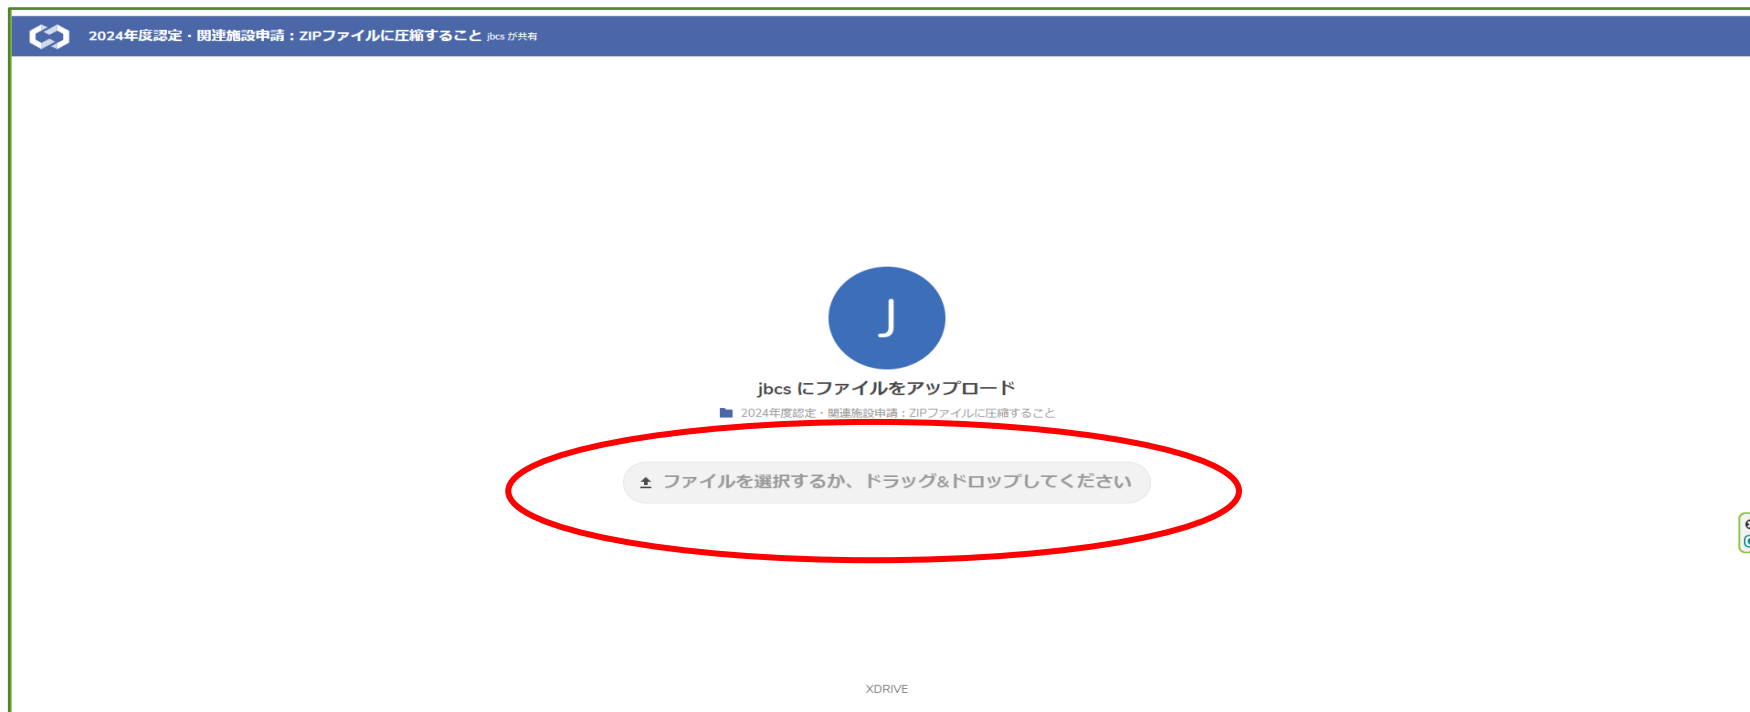 2024年度認定・関連施設申請：ZIPファイルに圧縮すること jbcs が共有
J
jbcs にファイルをアップロード
2024年度認定・関連施設申請：ZIPファイルに圧縮すること
ファイルを選択するか、ドラッグ&ドロップしてください
XDRIVE